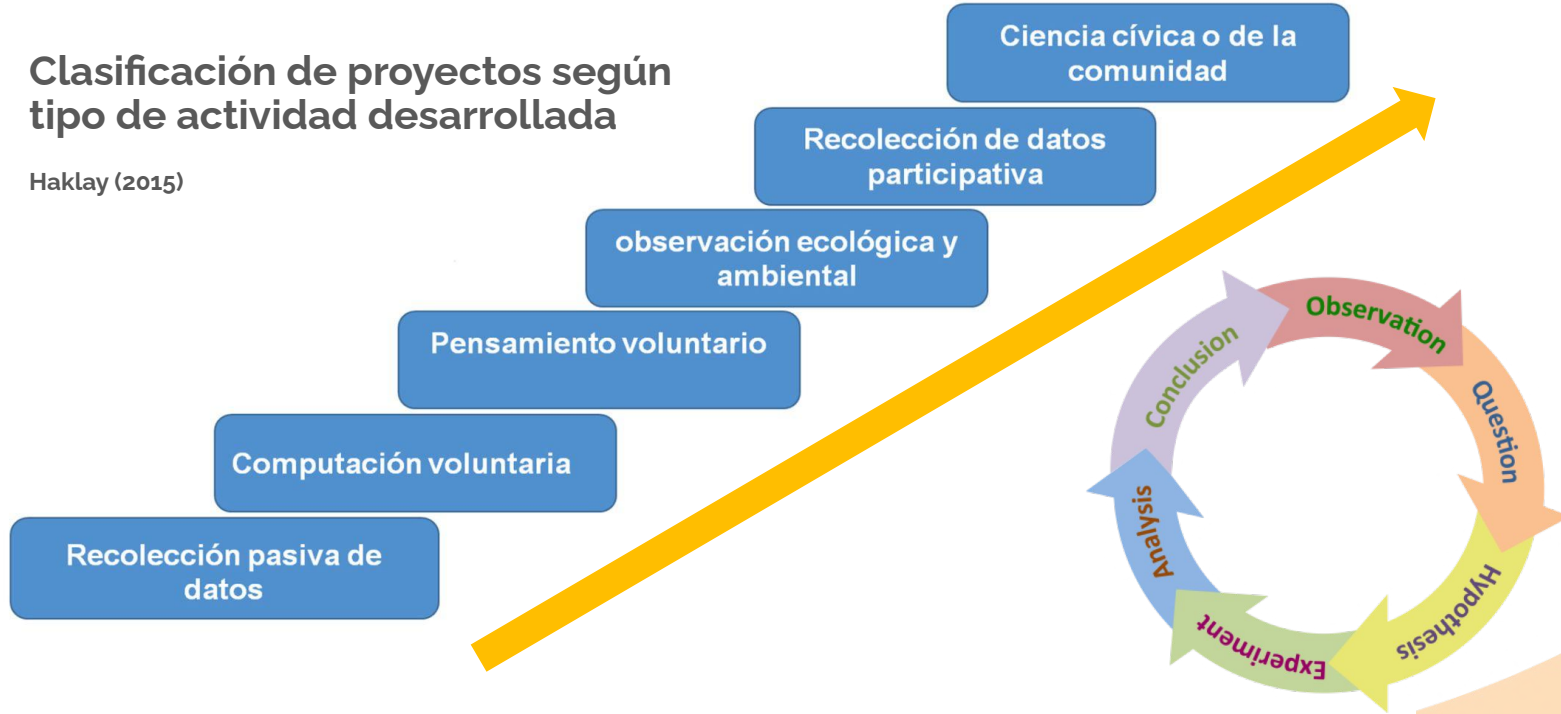 Clasificación de proyectos según
tipo de actividad desarrollada
Haklay (2015)
Ciencia cívica o de la
comunidad
Recolección de datos
participativa
observación ecológica y
ambiental
Pensamiento voluntario
Computación voluntaria
Recolección pasiva de
datos
Observation
Question
Hypothesis
Experiment
Analysis
Conclusion